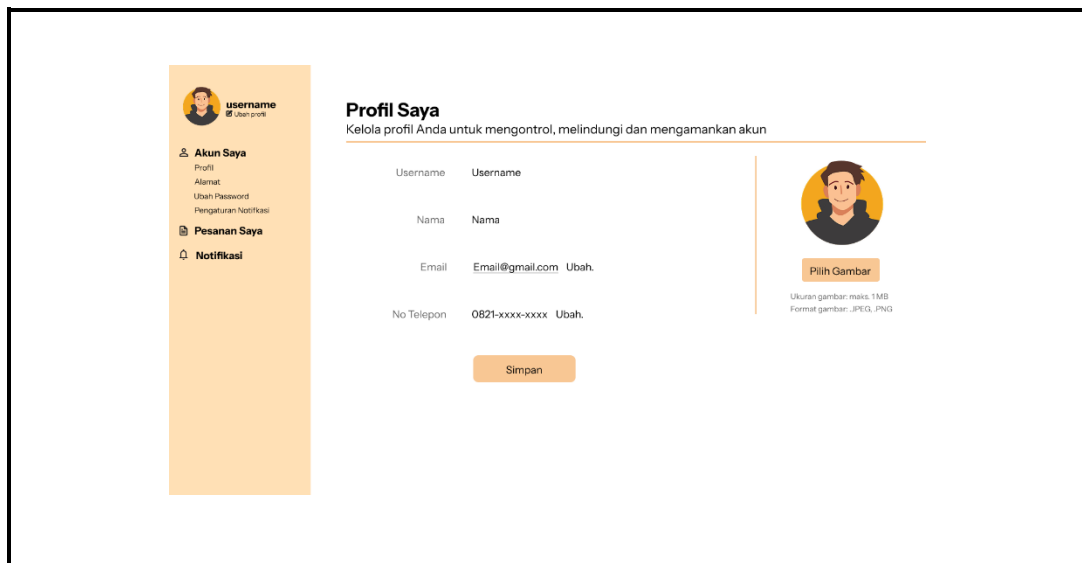 username
Ubah profil
Akun Saya
Profil
Alamat
Ubah Password
Pengaturan Notifikasi
Pesanan Saya
Notifikasi
Profil Saya
Kelola profil Anda untuk mengontrol, melindungi dan mengamankan akun
Username Username
Nama Nama
Email Email@gmail.com Ubah.
No Telepon 0821-xxxx-xxxx Ubah.
Simpan
Pilih Gambar
Ukuran gambar: maks. 1 MB
Format gambar: .JPEG, .PNG